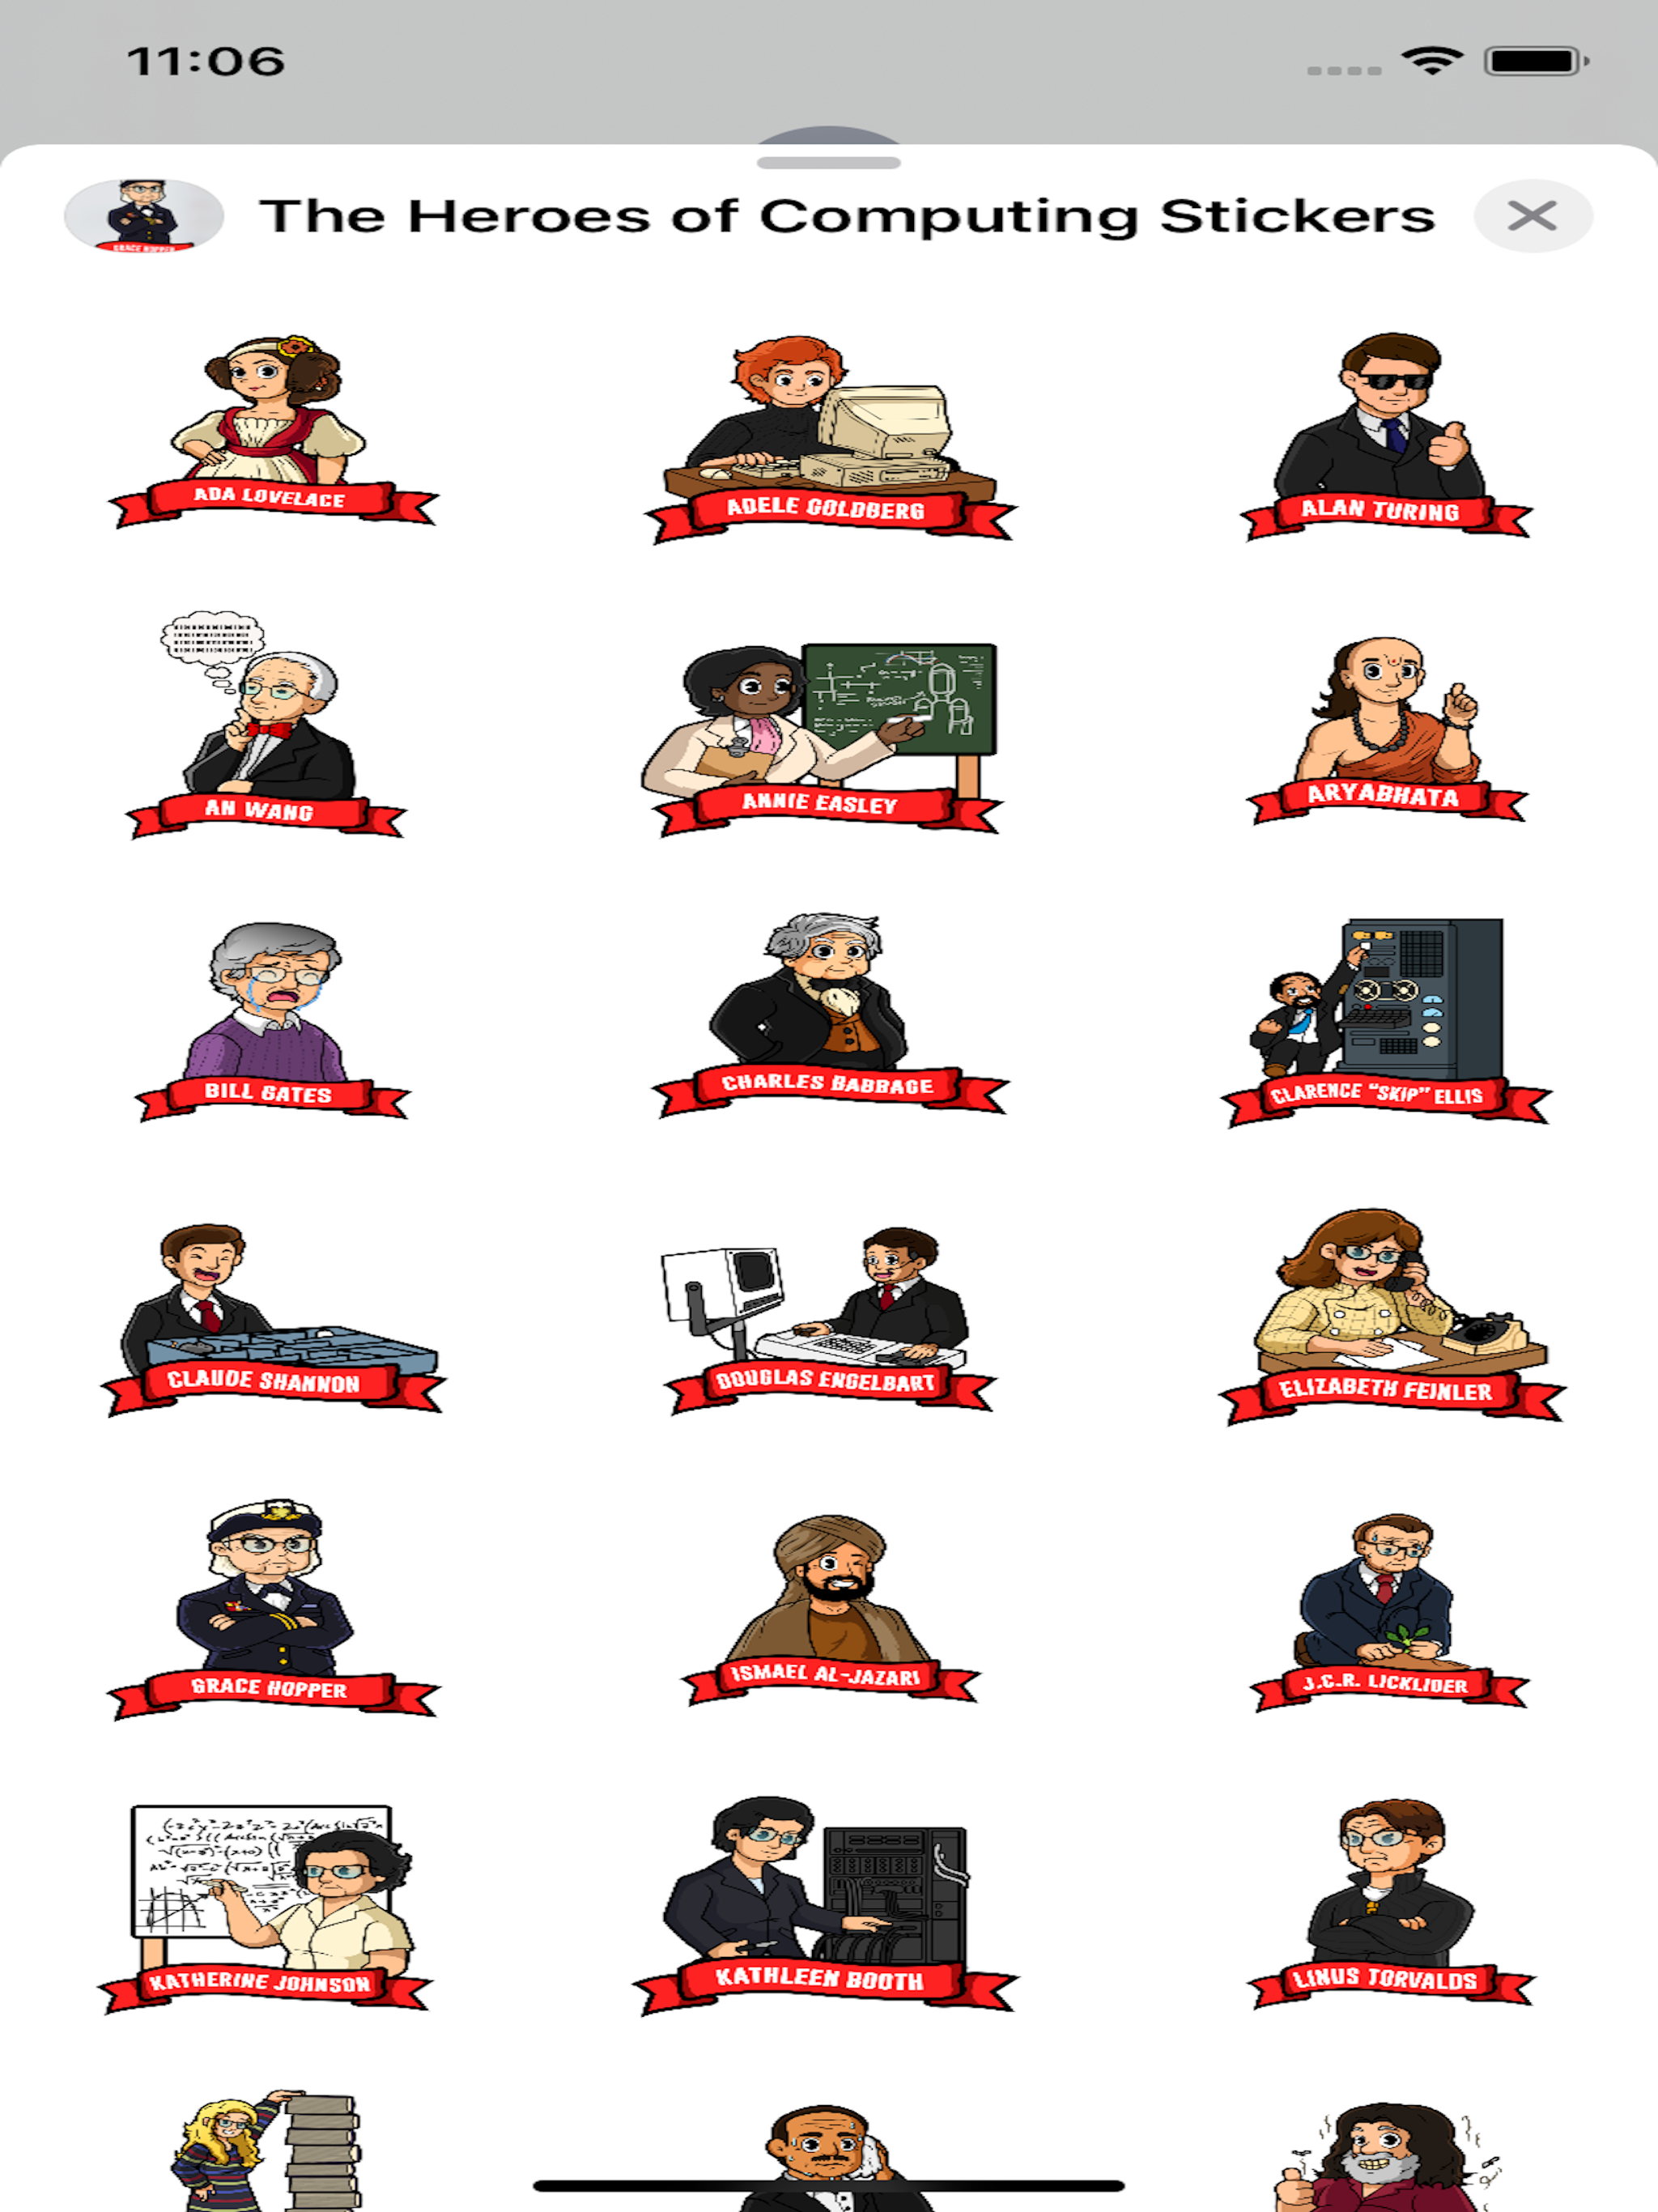 11:06
The Heroes of Computing Stickers
GRACE HOPPER
ADA LOVELACE
ADELE GOLDBERG
ALAN TURING
AN WANG
ANNIE EASLEY
ARYABHATA
BILL GATES
CHARLES BABBAGE
CLARENCE "SKIP" ELLIS
CLAUDE SHANNON
DOUGLAS ENGELBART
ELIZABETH FEINLER
GRACE HOPPER
ISMAEL AL-JAZARI
J.C.R. LICKLIDER
KATHERINE JOHNSON
KATHLEEN BOOTH
LINUS TORVALDS